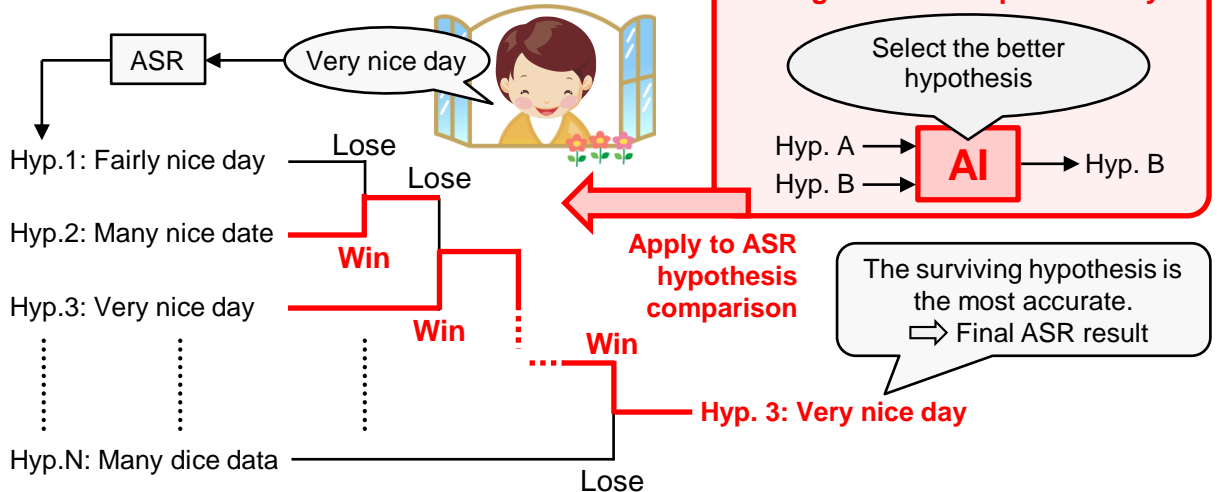 Select the better
hypothesis
ASR
Very nice day
Hyp. A
AI
Hyp. B
Hyp. B
Hyp.1: Fairly nice day
Lose
Lose
Hyp.2: Many nice date
Win
Apply to ASR
hypothesis
comparison
The surviving hypothesis is
the most accurate.
⇨ Final ASR result
Hyp.3: Very nice day
Win
Win
Hyp. 3: Very nice day
Hyp.N: Many dice data
Lose